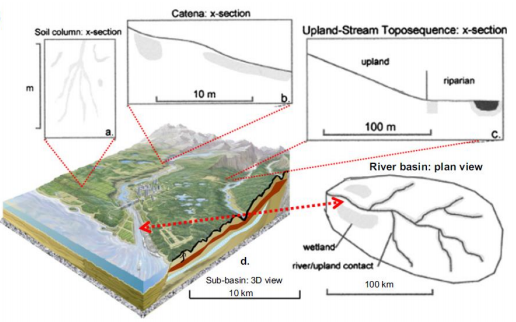 Catena: x-section
Soil column: x-section
Upland-Stream Toposequence: x-section
m
a.
10 m
b.
upland
riparian
100 m
c.
River basin: plan view
wetland
river/upland contact
100 km
d.
Sub-basin: 3D view
10 km